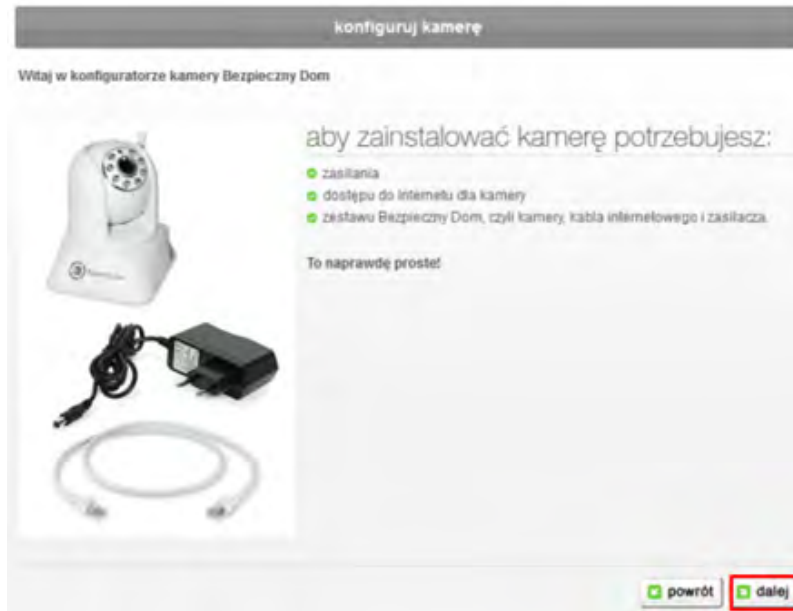 konfiguruj kamerę
Witaj w konfiguratorze kamery Bezpieczny Dom
aby zainstalować kamerę potrzebujesz:
zasilania
dostępu do Internetu dla kamery
zestawu Bezpieczny Dom, czyli kamery, kabla internetowego i zasilacza.
To naprawdę proste!
powrót
dalej